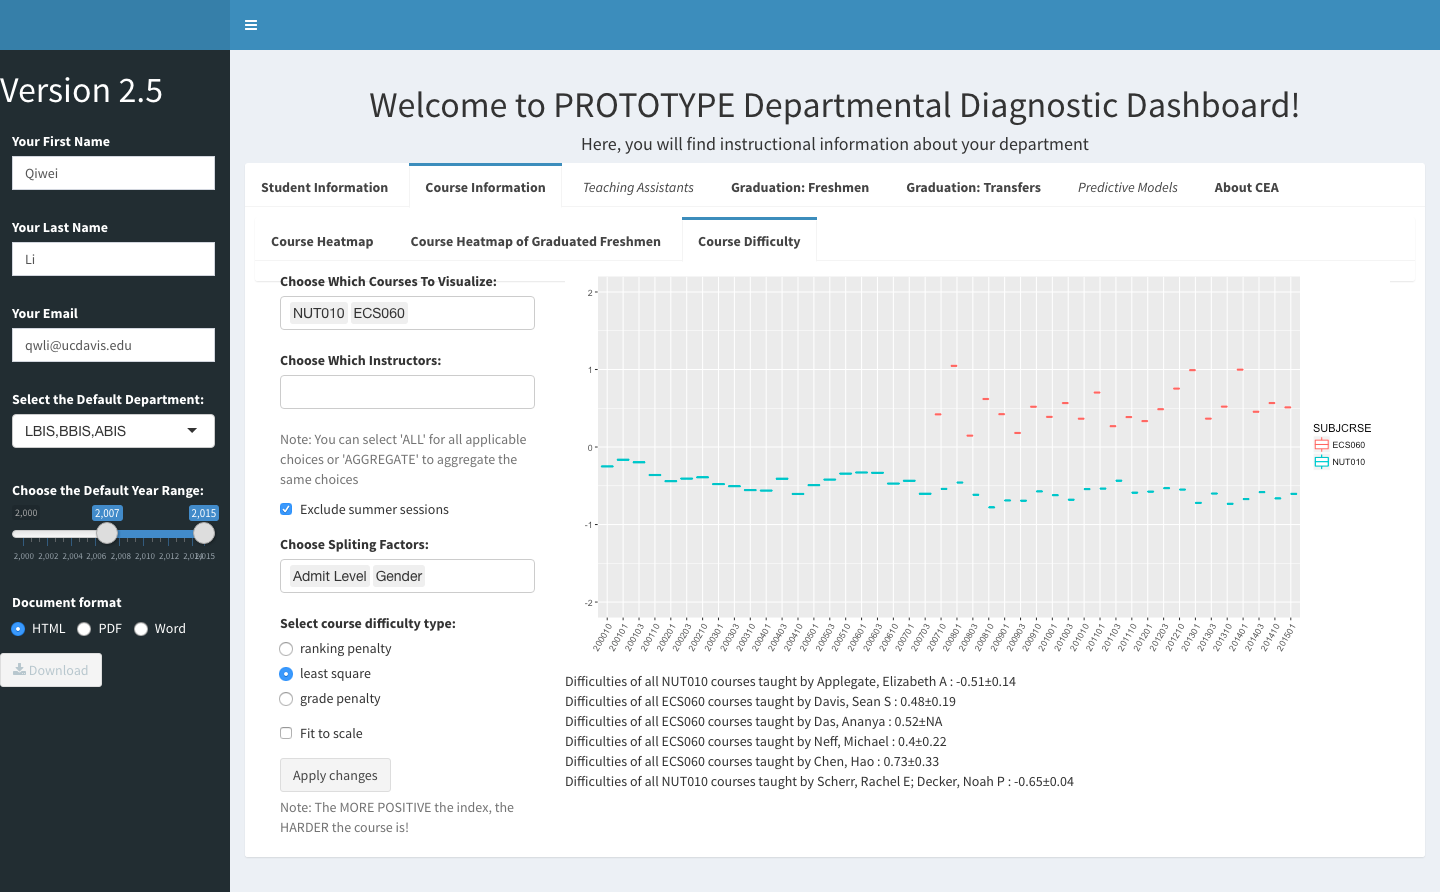 Version 2.5
Your First Name
Qiwei
Your Last Name
Li
Your Email
qwli@ucdavis.edu
Select the Default Department:
LBIS,BBIS,ABIS
Choose the Default Year Range:
2,000 2,007 2,015
2,000 2,002 2,004 2,006 2,008 2,010 2,012 2,015
Document format
HTML PDF Word
Download
Welcome to PROTOTYPE Departmental Diagnostic Dashboard!
Here, you will find instructional information about your department
Student Information Course Information Teaching Assistants Graduation: Freshmen Graduation: Transfers Predictive Models About CEA
Course Heatmap Course Heatmap of Graduated Freshmen Course Difficulty
Choose Which Courses To Visualize:
NUT010 ECS060
Choose Which Instructors:
Note: You can select 'ALL' for all applicable
choices or 'AGGREGATE' to aggregate the
same choices
Exclude summer sessions
Choose Spliting Factors:
Admit Level Gender
Select course difficulty type:
ranking penalty
least square
grade penalty
Fit to scale
Apply changes
Note: The MORE POSITIVE the index, the
HARDER the course is!
2
1
0
-1
-2
200010 200101 200103 200110 200201 200203 200210 200301 200303 200310 200401 200403 200410 200501 200503 200510 200601 200603 200610 200701 200703 200710 200801 200803 200810 200901 200903 200910 201001 201003 201010 201101 201103 201110 201201 201203 201210 201301 201303 201310 201401 201403 201410 201501
SUBJCRSE
ECS060
NUT010
Difficulties of all NUT010 courses taught by Applegate, Elizabeth A : -0.51±0.14
Difficulties of all ECS060 courses taught by Davis, Sean S : 0.48±0.19
Difficulties of all ECS060 courses taught by Das, Ananya : 0.52±NA
Difficulties of all ECS060 courses taught by Neff, Michael : 0.4±0.22
Difficulties of all ECS060 courses taught by Chen, Hao : 0.73±0.33
Difficulties of all NUT010 courses taught by Scherr, Rachel E; Decker, Noah P : -0.65±0.04